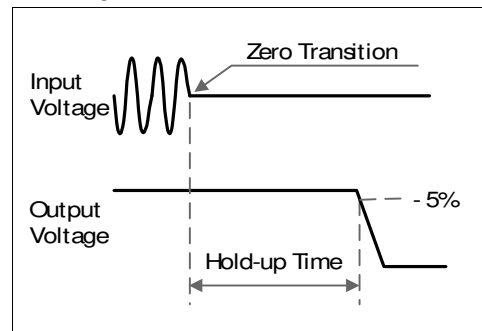 Zero Transition
Input
Voltage
Output
Voltage
- 5%
Hold-up Time